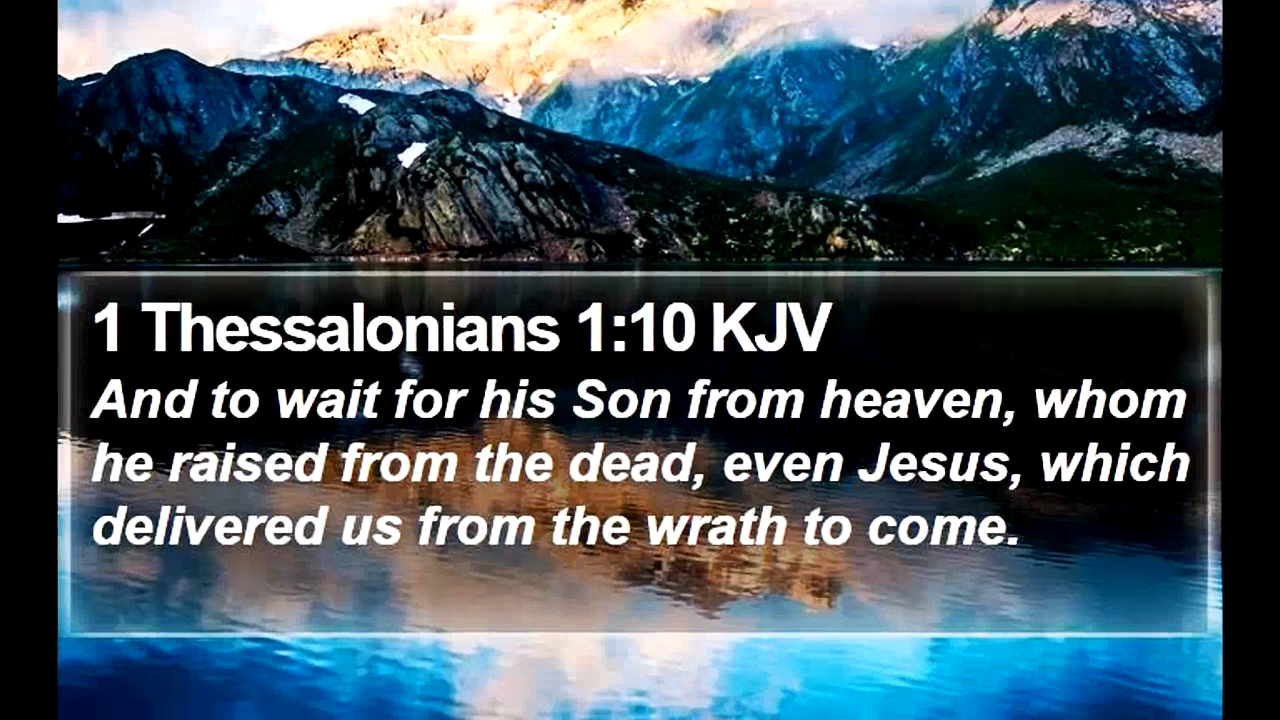 1 Thessalonians 1:10 KJV
And to wait for his Son from heaven, whom
he raised from the dead, even Jesus, which
delivered us from the wrath to come.